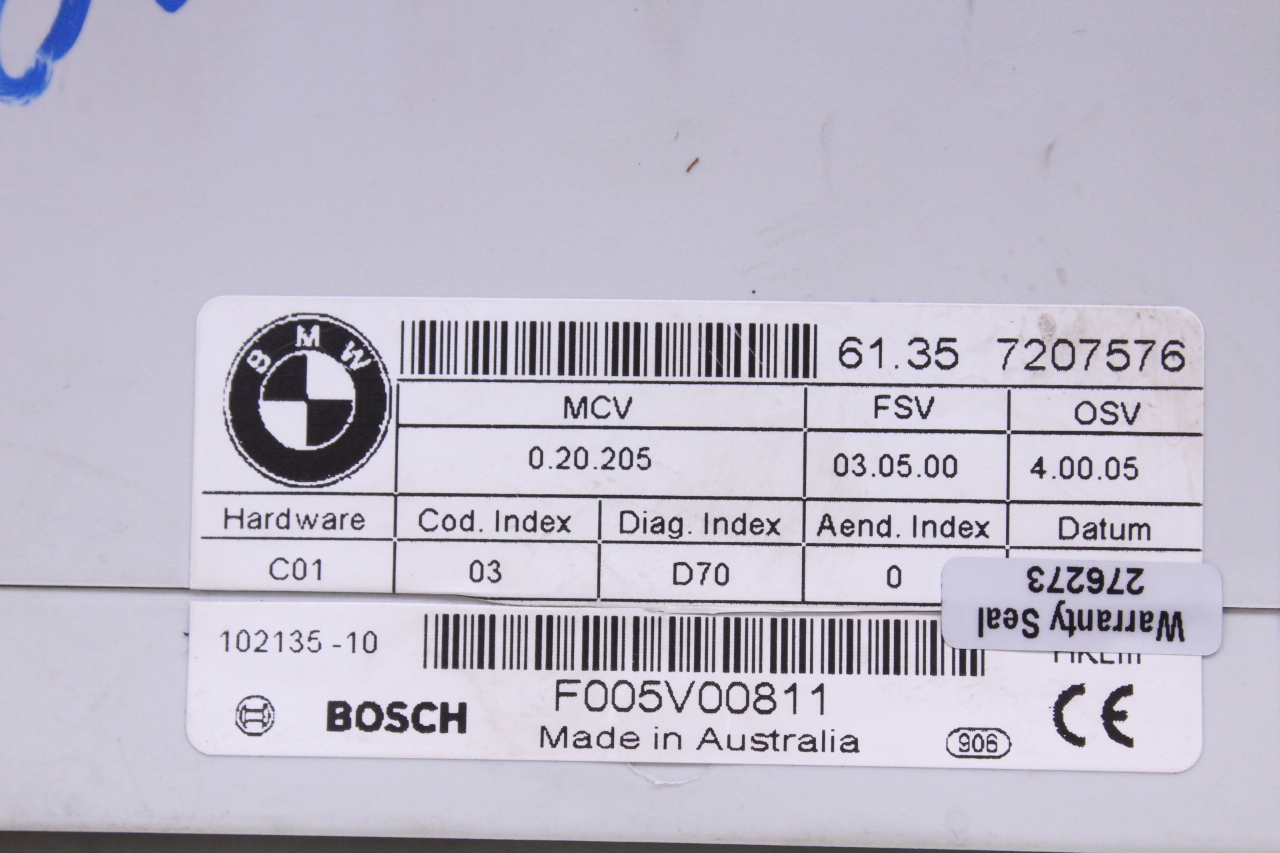 BMW
61.35 7207576
MCV FSV OSV
0.20.205 03.05.00 4.00.05
Hardware Cod. Index Diag. Index Aend. Index Datum
C01 03 D70 0
Warranty Seal
276273
102135-10
F005V00811
BOSCH
Made in Australia
906
CE